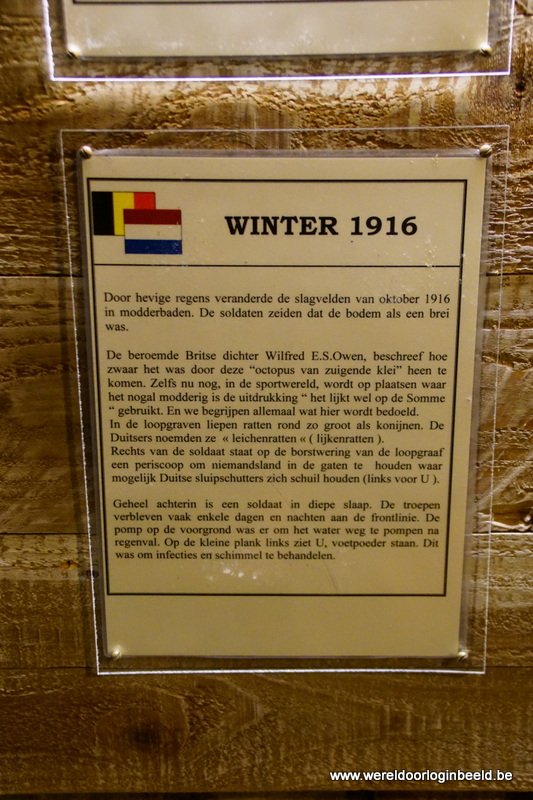 WINTER 1916
Door hevige regens veranderde de slagvelden van oktober 1916
in modderbaden. De soldaten zeiden dat de bodem als een brei
was.
De beroemde Britse dichter Wilfred E.S.Owen, beschreef hoe
zwaar het was door deze “octopus van zuigende klei” heen te
komen. Zelfs nu nog, in de sportwereld, wordt op plaatsen waar
het nogal modderig is de uitdrukking “ het lijkt wel op de Somme
“ gebruikt. En we begrijpen allemaal wat hier wordt bedoeld.
In de loopgraven liepen ratten rond zo groot als konijnen. De
Duitsers noemden ze « leichenratten « ( lijkenratten ).
Rechts van de soldaat staat op de borstwering van de loopgraaf
een periscoop om niemandsland in de gaten te houden waar
mogelijk Duitse sluipschutters zich schuil houden (links voor U ).
Geheel achterin is een soldaat in diepe slaap. De troepen
verbleven vaak enkele dagen en nachten aan de frontlinie. De
pomp op de voorgrond was er om het water weg te pompen na
regenval. Op de kleine plank links ziet U, voetpoeder staan. Dit
was om infecties en schimmel te behandelen.
www.wereldoorloginbeeld.be